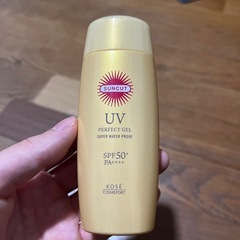 SUNCUT
UV
PERFECT GEL
SUPER WATER PROOF
SPF50+
PA++++
KOSÉ
COSMEPORT